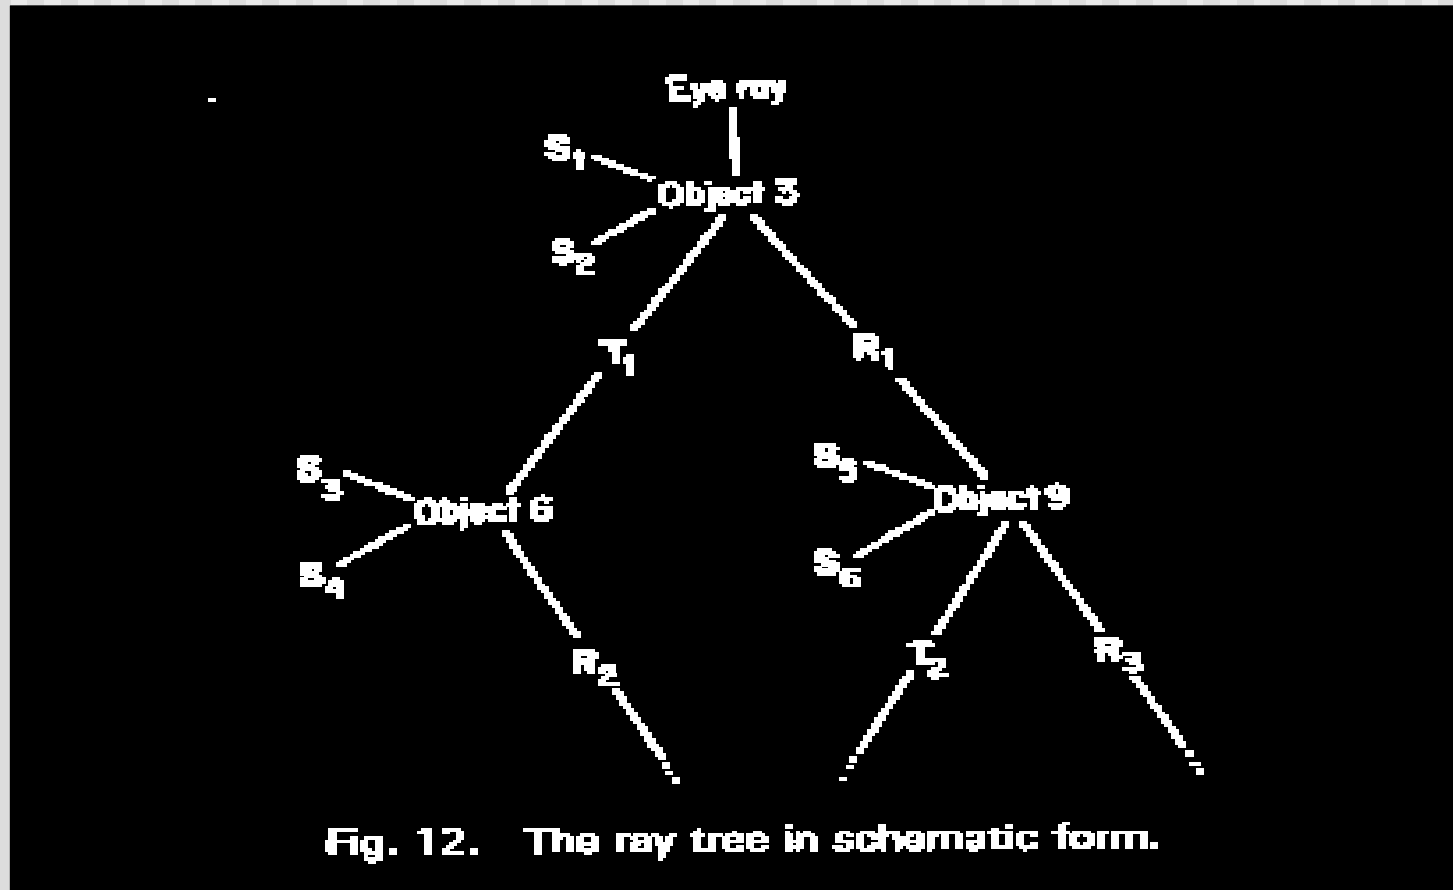 Eye ray
S1
Object 3
S2
T1
R1
S3
Object 6
S4
S5
Object 9
S6
R2
T2
R3
Fig. 12. The ray tree in schematic form.